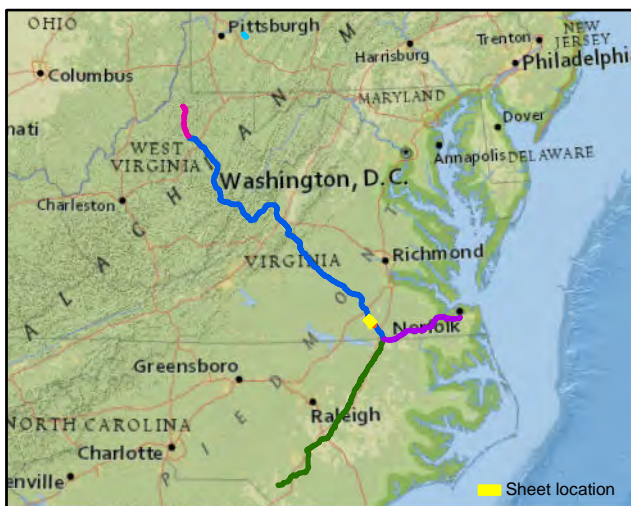 OHIO
Pittsburgh
NEW
JERSEY
Trenton
Harrisburg
Philadelphia
Columbus
MARYLAND
nati
Dover
WEST
VIRGINIA
Annapolis
DELAWARE
Washington, D.C.
Charleston
Richmond
VIRGINIA
A L A C H I A N M
O N T
Norfolk
Greensboro
P I E D M O
Raleigh
NORTH CAROLINA
Charlotte
enville
Sheet location